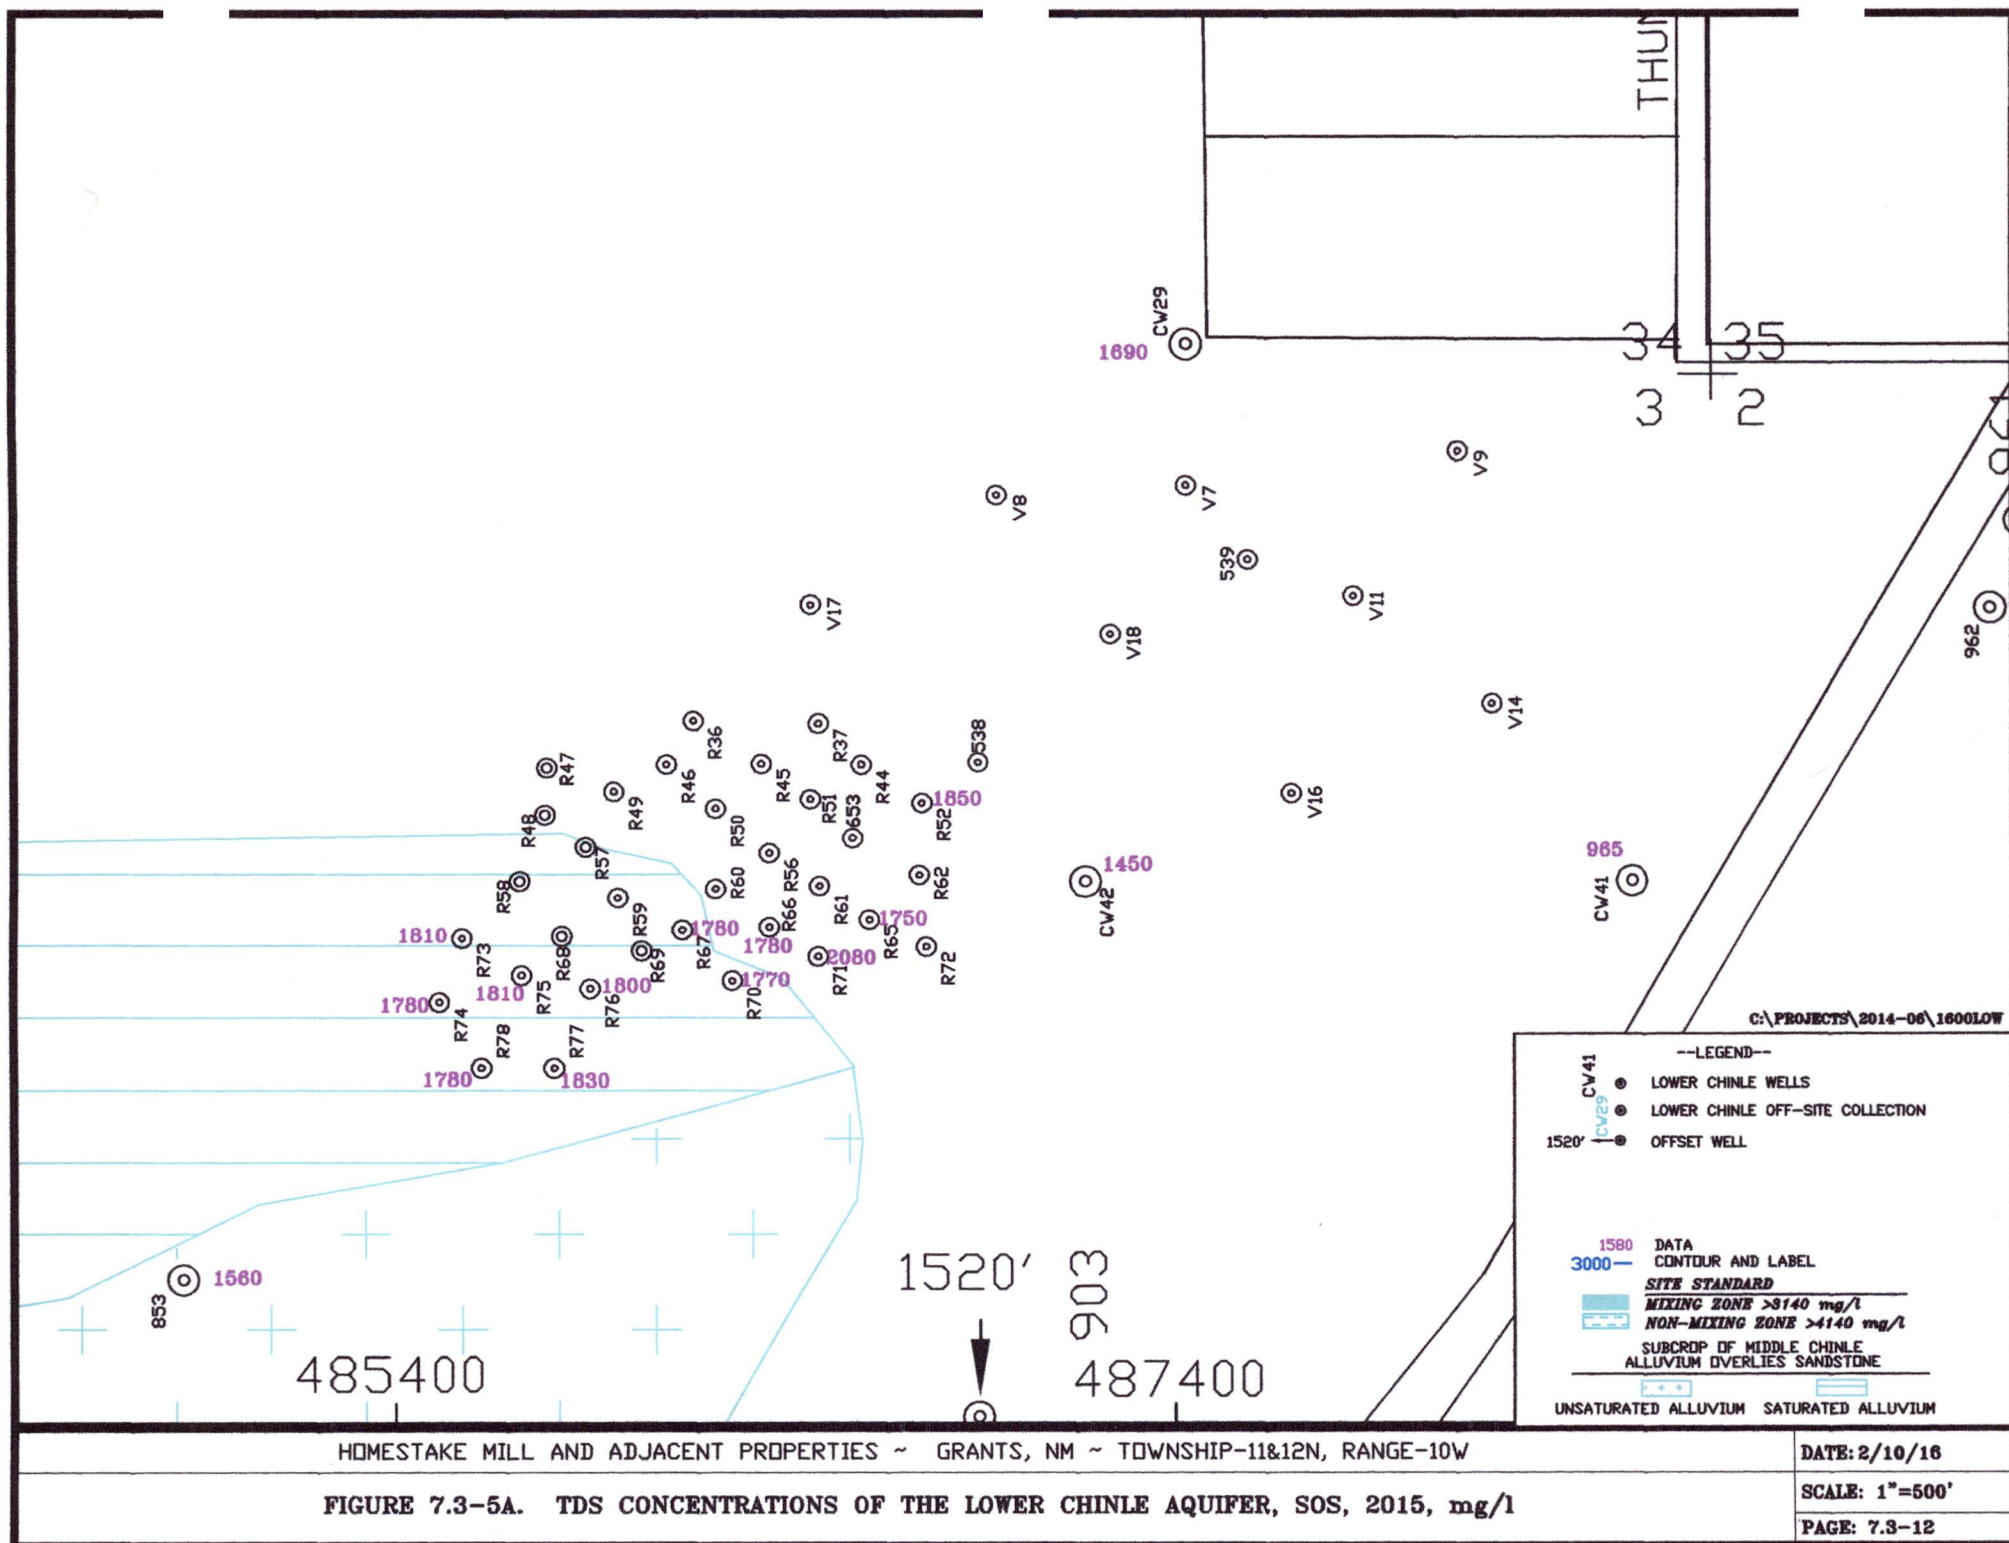 THUN
CW29
1690
34 35
3 2
V9
V8
V7
539
V17
V11
V18
962
V14
R36
R37
538
R47
R46
R45
R44
R49
R51
653
1850
R52
V16
R48
R50
R57
R56
965
R58
R60
R61
R62
1450
CW41
CW42
R59
R66
1750
R65
1810
R73
R68
R69
1780
R67
1780
2080
R71
R72
1810
R75
1800
R76
1770
R70
1780
R74
R78
R77
1780
1830
1560
853
1520'
903
485400
487400
C:\PROJECTS\2014-06\1600LOW
--LEGEND--
CW41
LOWER CHINLE WELLS
CW29
LOWER CHINLE OFF-SITE COLLECTION
1520' OFFSET WELL
1580 DATA
3000 CONTOUR AND LABEL
SITE STANDARD
MIXING ZONE >3140 mg/l
NON-MIXING ZONE >4140 mg/l
SUBCROP OF MIDDLE CHINLE
ALLUVIUM OVERLIES SANDSTONE
UNSATURATED ALLUVIUM SATURATED ALLUVIUM
HOMESTAKE MILL AND ADJACENT PROPERTIES ~ GRANTS, NM ~ TOWNSHIP-11&12N, RANGE-10W
DATE: 2/10/16
FIGURE 7.3-5A. TDS CONCENTRATIONS OF THE LOWER CHINLE AQUIFER, SOS, 2015, mg/l
SCALE: 1"=500'
PAGE: 7.3-12